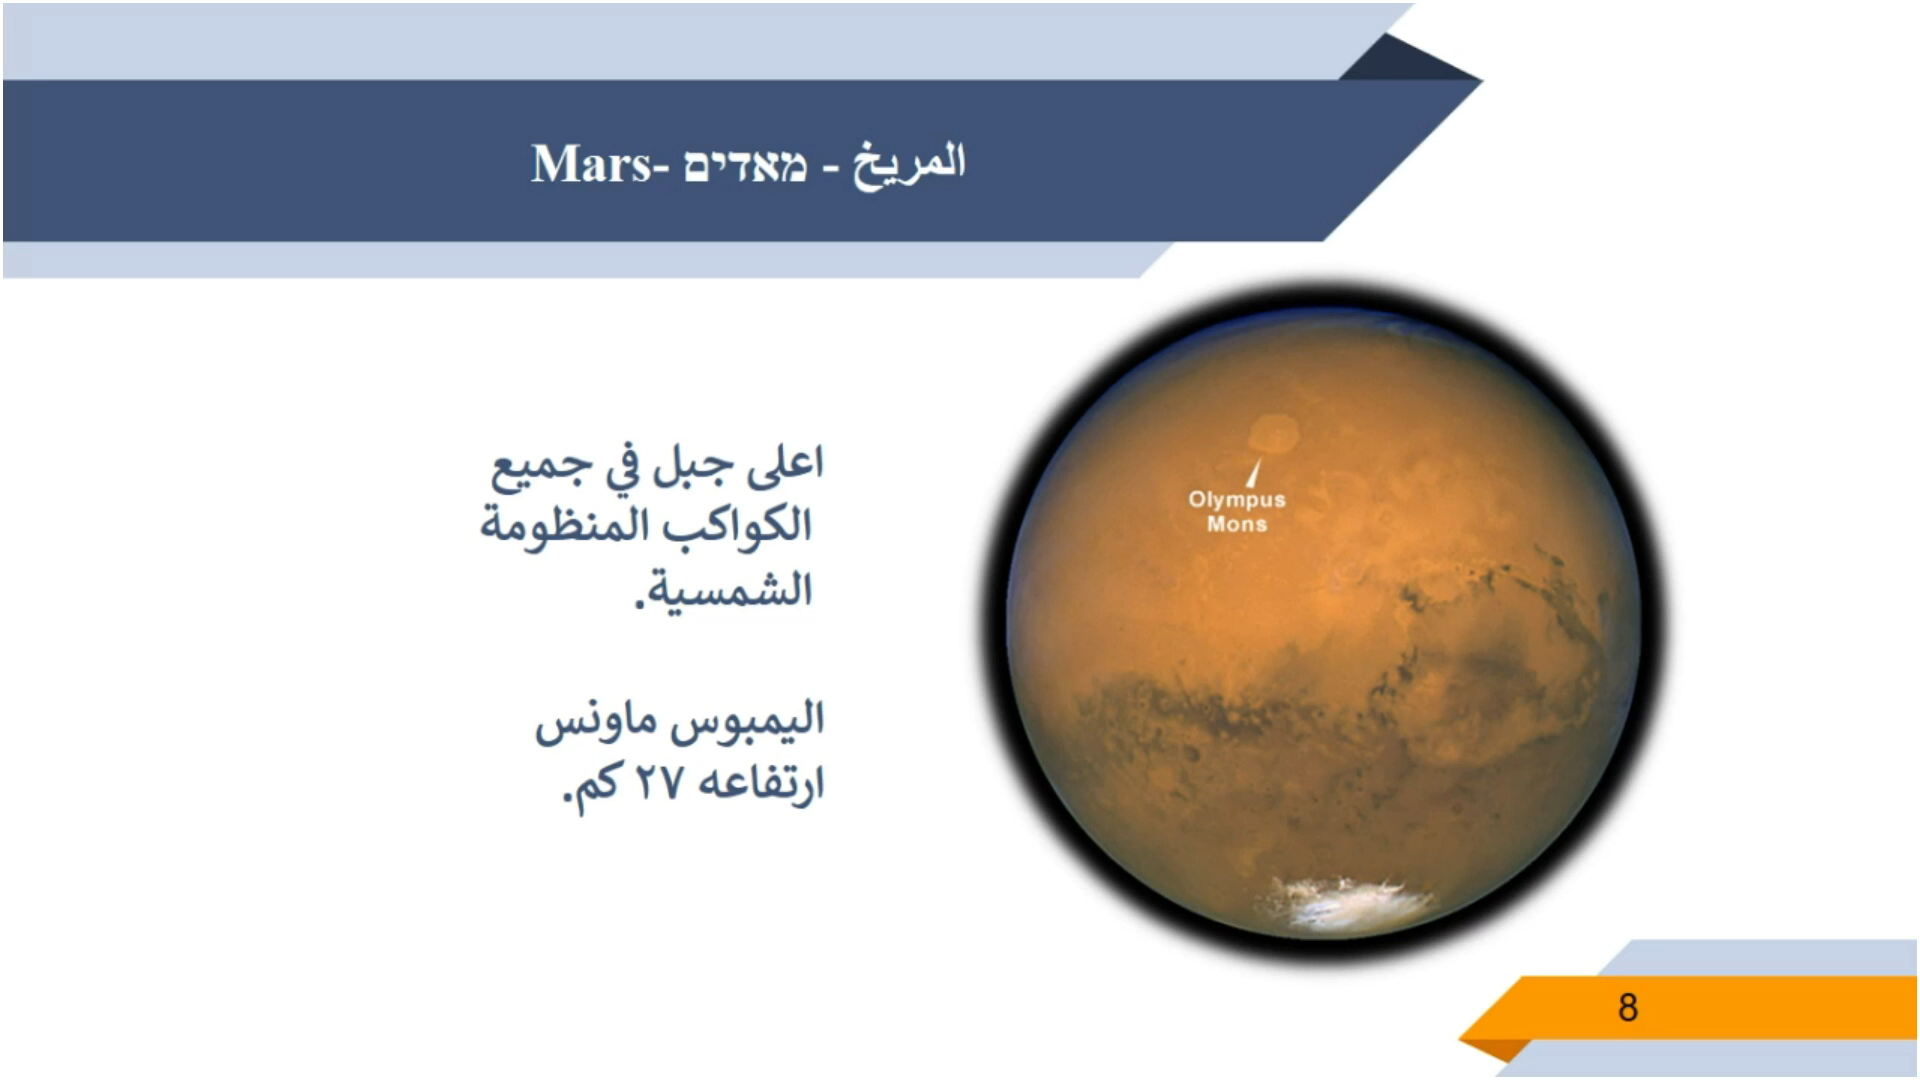 المريخ - מאדים -Mars
اعلى جبل في جميع
الكواكب المنظومة
الشمسية.
اليمبوس ماونس
ارتفاعه ٢٧ كم.
Olympus
Mons
8